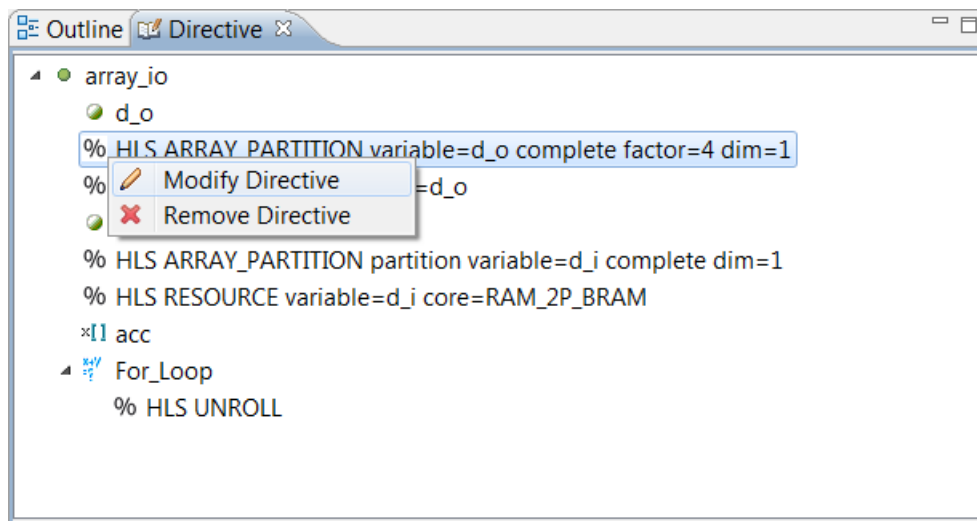 Outline Directive
array_io
d_o
% HLS ARRAY_PARTITION variable=d_o complete factor=4 dim=1
Modify Directive
% =d_o
Remove Directive
% HLS ARRAY_PARTITION partition variable=d_i complete dim=1
% HLS RESOURCE variable=d_i core=RAM_2P_BRAM
x[] acc
For_Loop
% HLS UNROLL